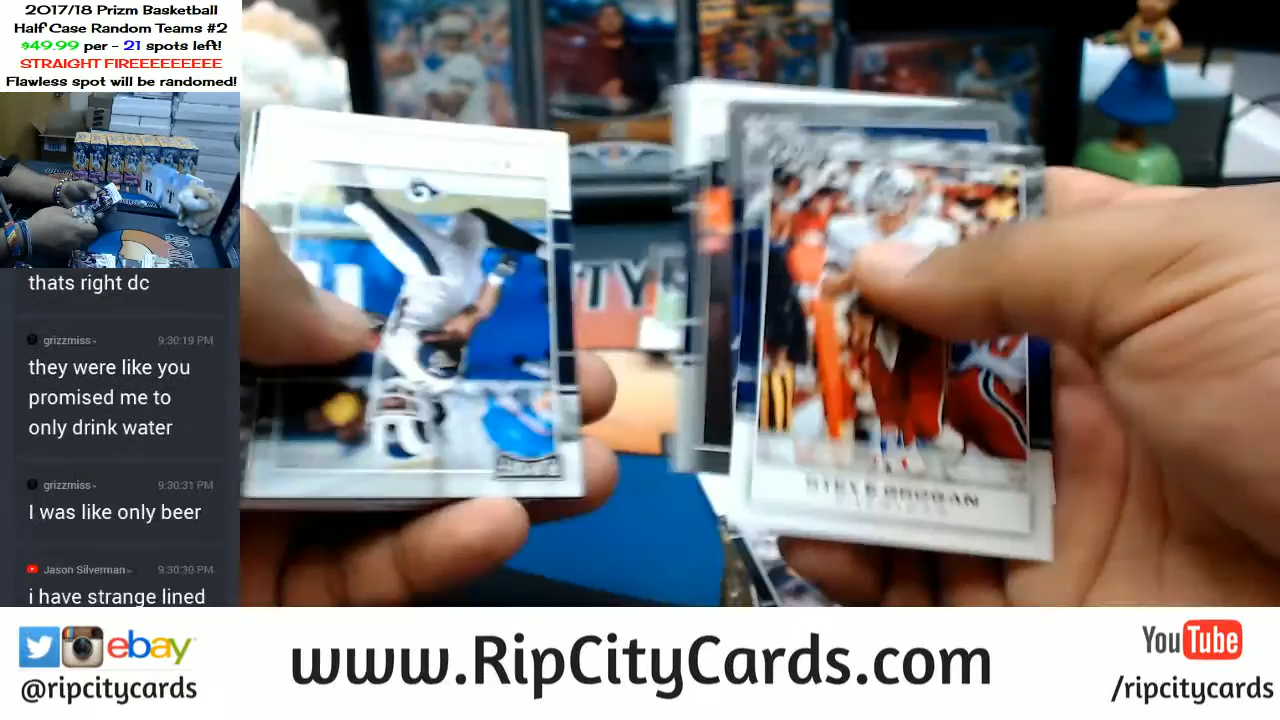 2017/18 Prizm Basketball
Half Case Random Teams #2
$49.99 per - 21 spots left!
STRAIGHT FIREEEEEEEEE
Flawless spot will be randomed!
thats right dc
grizzmiss
9:30:19 PM
they were like you
promised me to
only drink water
grizzmiss
9:30:31 PM
I was like only beer
Jason Silverman
9:30:30 PM
i have strange lined
STEVE GROGAN
ebay
@ripcitycards
www.RipCityCards.com
YouTube
/ripcitycards